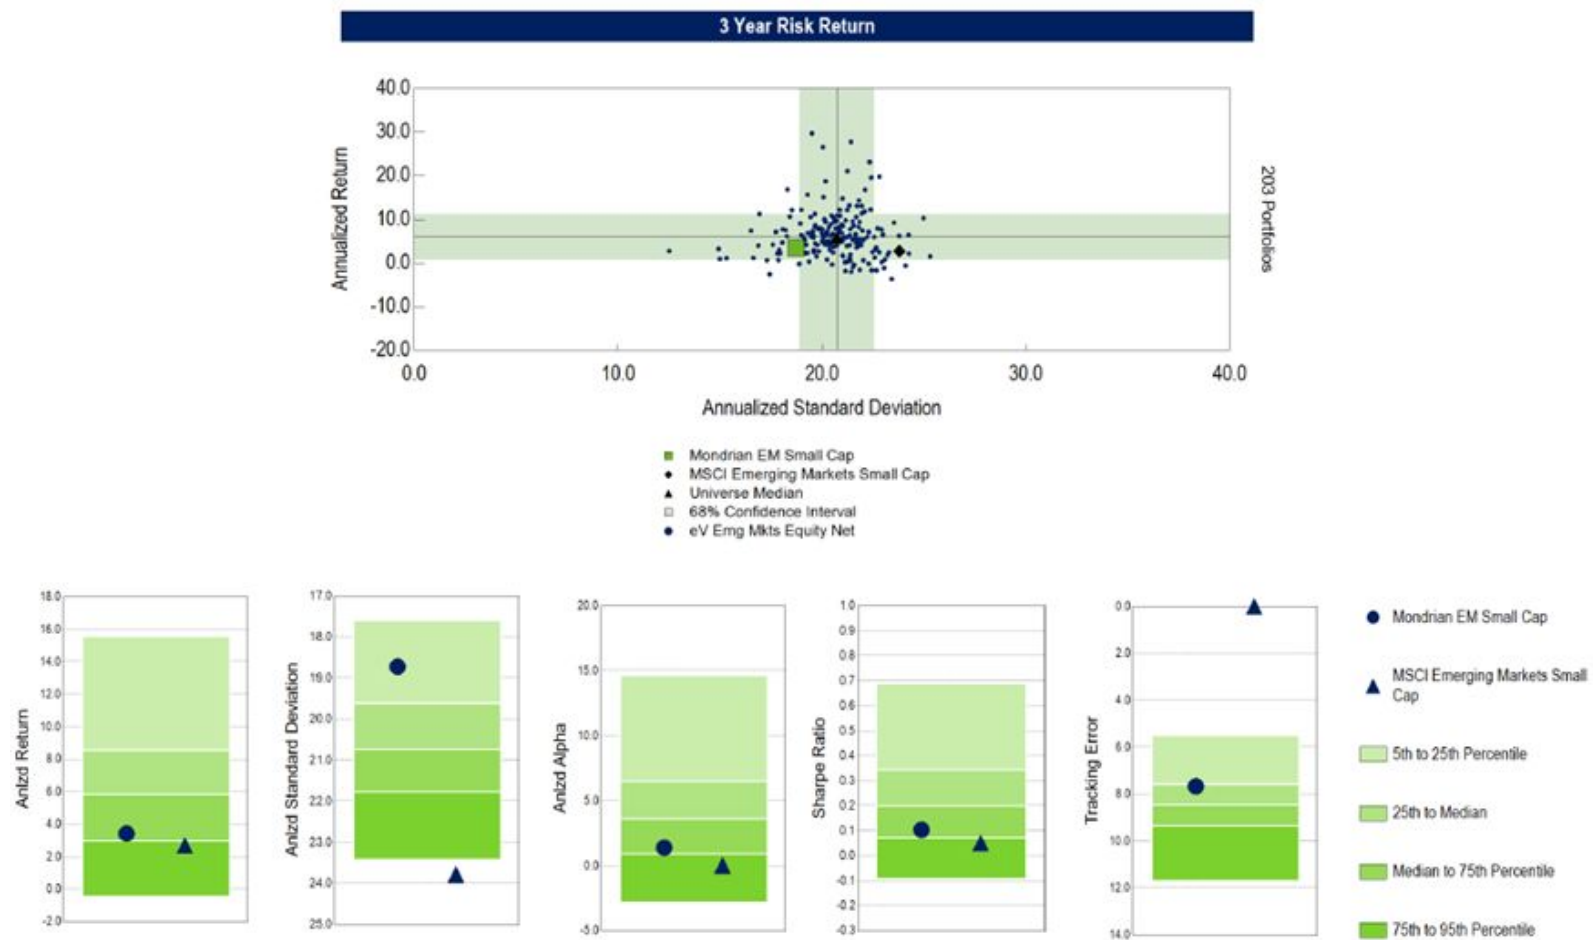 3 Year Risk Return
40.0
30.0
20.0
10.0
0.0
-10.0
-20.0
Annualized Return
0.0 10.0 20.0 30.0 40.0
Annualized Standard Deviation
203 Portfolios
Mondrian EM Small Cap
MSCI Emerging Markets Small Cap
Universe Median
68% Confidence Interval
eV Emg Mkts Equity Net
Anlzd Return
18.0
16.0
14.0
12.0
10.0
8.0
6.0
4.0
2.0
0.0
-2.0
Anlzd Standard Deviation
17.0
18.0
19.0
20.0
21.0
22.0
23.0
24.0
25.0
Anlzd Alpha
20.0
15.0
10.0
5.0
0.0
-5.0
Sharpe Ratio
1.0
0.9
0.8
0.7
0.6
0.5
0.4
0.3
0.2
0.1
0.0
-0.1
-0.2
-0.3
Tracking Error
0.0
2.0
4.0
6.0
8.0
10.0
12.0
14.0
Mondrian EM Small Cap
MSCI Emerging Markets Small
Cap
5th to 25th Percentile
25th to Median
Median to 75th Percentile
75th to 95th Percentile